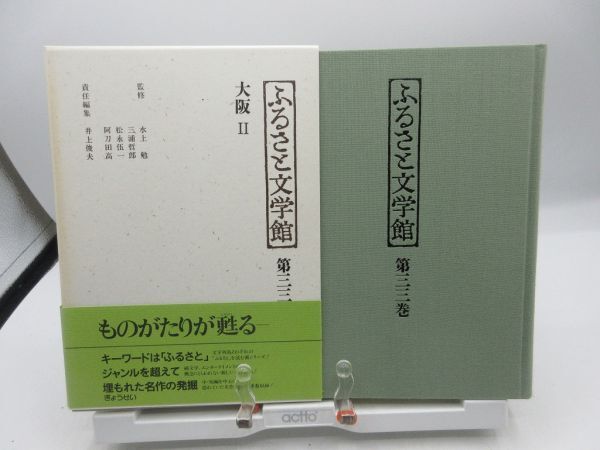 ふるさと文学館
第三三
大阪 II
監修
水上 勉
三浦哲郎
松永伍一
阿刀田高
責任編集
井上俊夫
ものがたりが甦る
キーワードは「ふるさと」
ジャンルを超えて
埋もれた名作の発掘
ぎょうせい
ふるさと文学館
第三三巻
actto